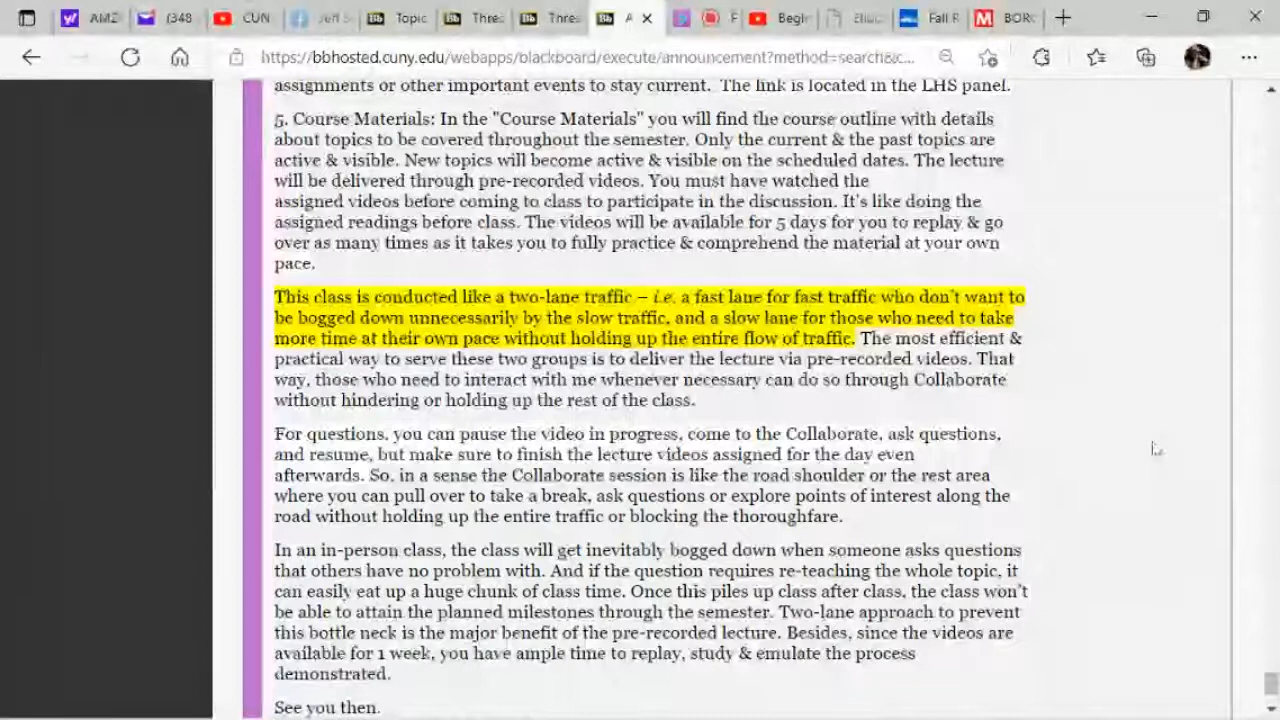 AMZ
(348
CUN
Topic
Thres
Thres
Begi
Fall F
BOR
https://bbhosted.cuny.edu/webapps/blackboard/execute/announcement?method=search&c...
assignments or other important events to stay current. The link is located in the LHS panel.
5. Course Materials: In the "Course Materials" you will find the course outline with details
about topics to be covered throughout the semester. Only the current & the past topics are
active & visible. New topics will become active & visible on the scheduled dates. The lecture
will be delivered through pre-recorded videos. You must have watched the
assigned videos before coming to class to participate in the discussion. It's like doing the
assigned readings before class. The videos will be available for 5 days for you to replay & go
over as many times as it takes you to fully practice & comprehend the material at your own
pace.
This class is conducted like a two-lane traffic – i.e. a fast lane for fast traffic who don't want to
be bogged down unnecessarily by the slow traffic, and a slow lane for those who need to take
more time at their own pace without holding up the entire flow of traffic. The most efficient &
practical way to serve these two groups is to deliver the lecture via pre-recorded videos. That
way, those who need to interact with me whenever necessary can do so through Collaborate
without hindering or holding up the rest of the class.
For questions, you can pause the video in progress, come to the Collaborate, ask questions,
and resume, but make sure to finish the lecture videos assigned for the day even
afterwards. So, in a sense the Collaborate session is like the road shoulder or the rest area
where you can pull over to take a break, ask questions or explore points of interest along the
road without holding up the entire traffic or blocking the thoroughfare.
In an in-person class, the class will get inevitably bogged down when someone asks questions
that others have no problem with. And if the question requires re-teaching the whole topic, it
can easily eat up a huge chunk of class time. Once this piles up class after class, the class won't
be able to attain the planned milestones through the semester. Two-lane approach to prevent
this bottle neck is the major benefit of the pre-recorded lecture. Besides, since the videos are
available for 1 week, you have ample time to replay, study & emulate the process
demonstrated.
See you then.